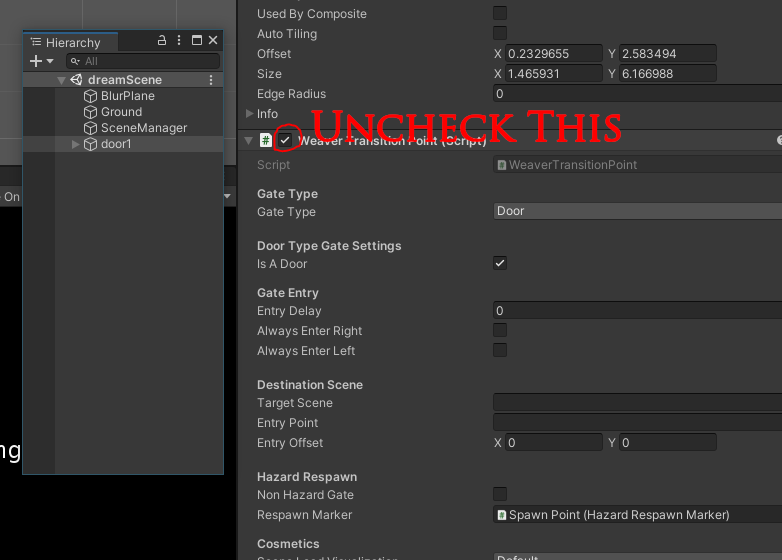 Used By Composite
Auto Tiling
Offset X 0.2329655 Y 2.583494
Size X 1.465931 Y 6.166988
Edge Radius 0
Info
Uncheck This
# Weaver Transition Point (Script)
Script # WeaverTransitionPoint
Gate Type
Gate Type Door
Door Type Gate Settings
Is A Door
Gate Entry
Entry Delay 0
Always Enter Right
Always Enter Left
Destination Scene
Target Scene
Entry Point
Entry Offset X 0 Y 0
Hazard Respawn
Non Hazard Gate
Respawn Marker # Spawn Point (Hazard Respawn Marker)
Cosmetics
Hierarchy
All
dreamScene
BlurPlane
Ground
SceneManager
door1
On
ng